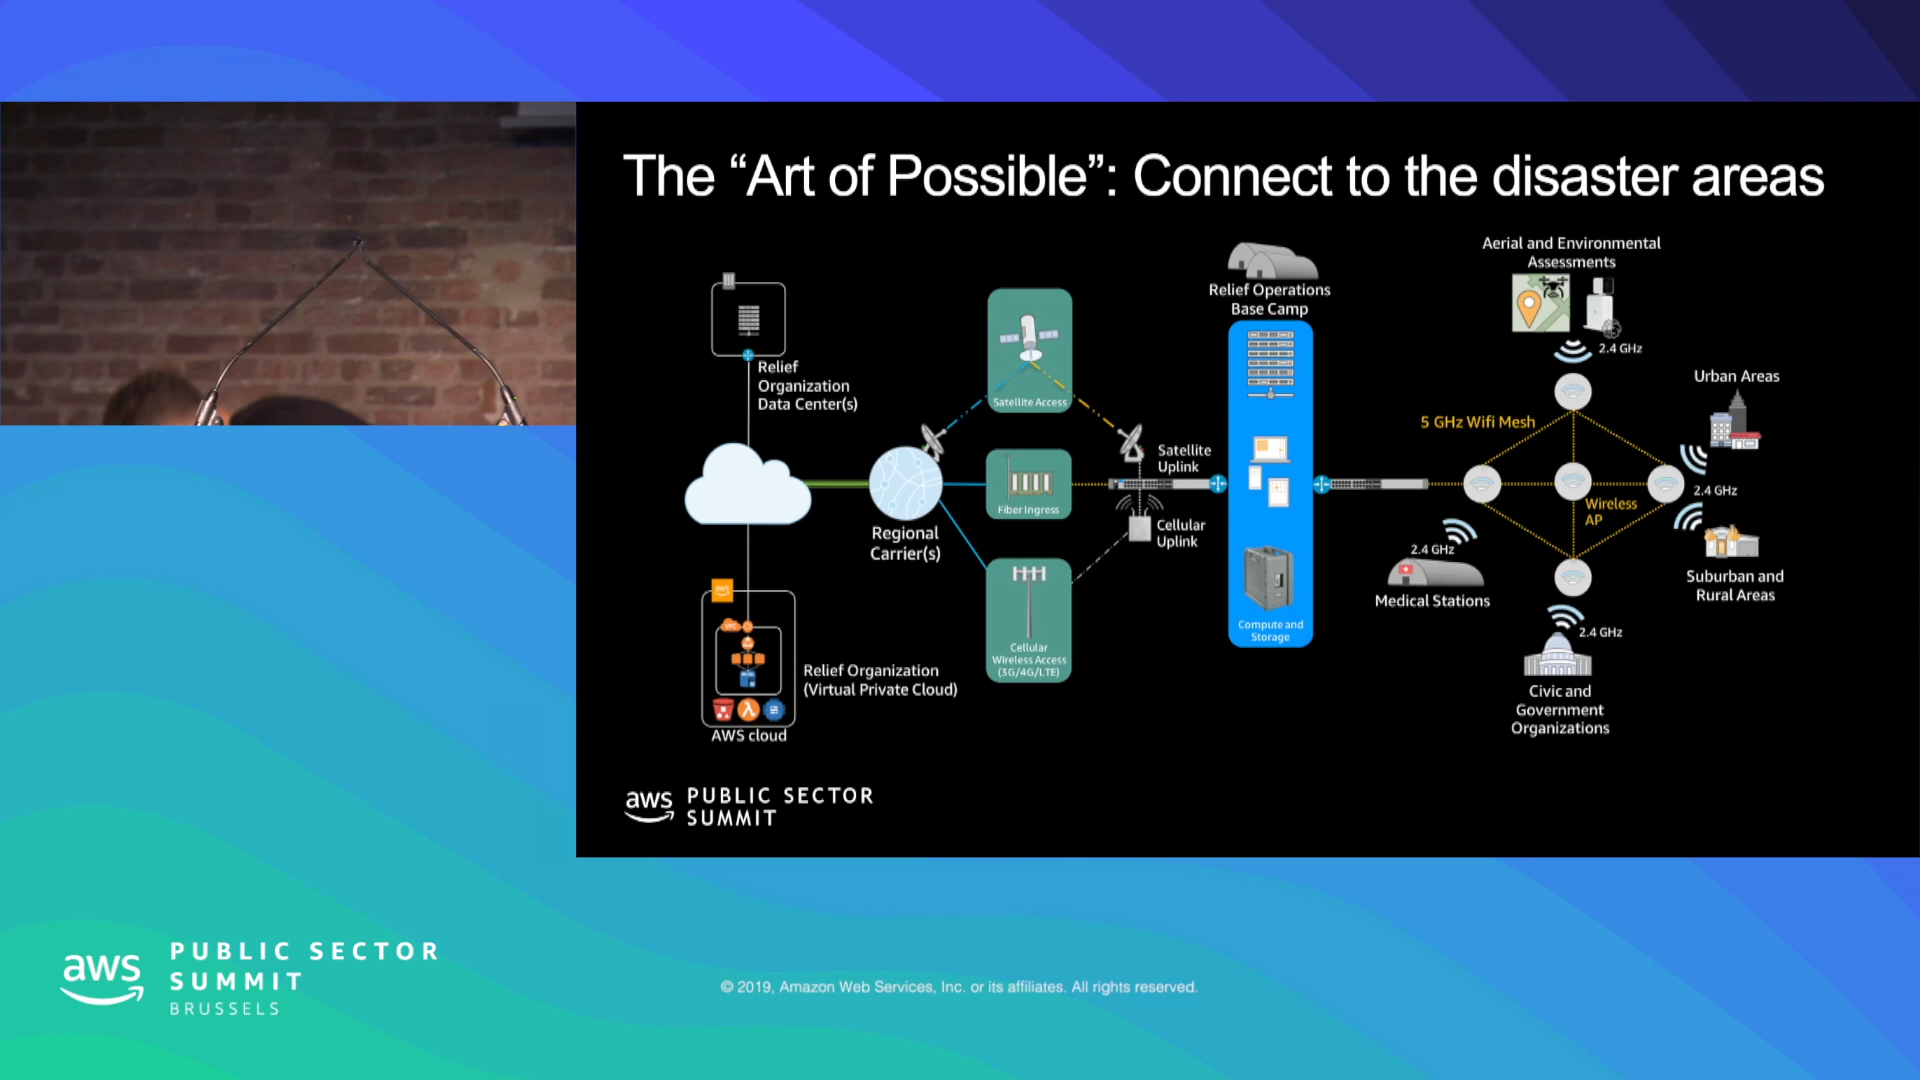 The “Art of Possible”: Connect to the disaster areas
Relief
Organization
Data Center(s)
Regional
Carrier(s)
aws
VPC
Relief Organization
(Virtual Private Cloud)
AWS cloud
Satellite Access
Fiber Ingress
Cellular
Wireless Access
(3G/4G/LTE)
Satellite
Uplink
Cellular
Uplink
Relief Operations
Base Camp
Compute and
Storage
Aerial and Environmental
Assessments
2.4 GHz
Urban Areas
5 GHz Wifi Mesh
2.4 GHz
Wireless
AP
2.4 GHz
Medical Stations
Suburban and
Rural Areas
2.4 GHz
Civic and
Government
Organizations
aws
PUBLIC SECTOR
SUMMIT
aws
PUBLIC SECTOR
SUMMIT
BRUSSELS
© 2019, Amazon Web Services, Inc. or its affiliates. All rights reserved.